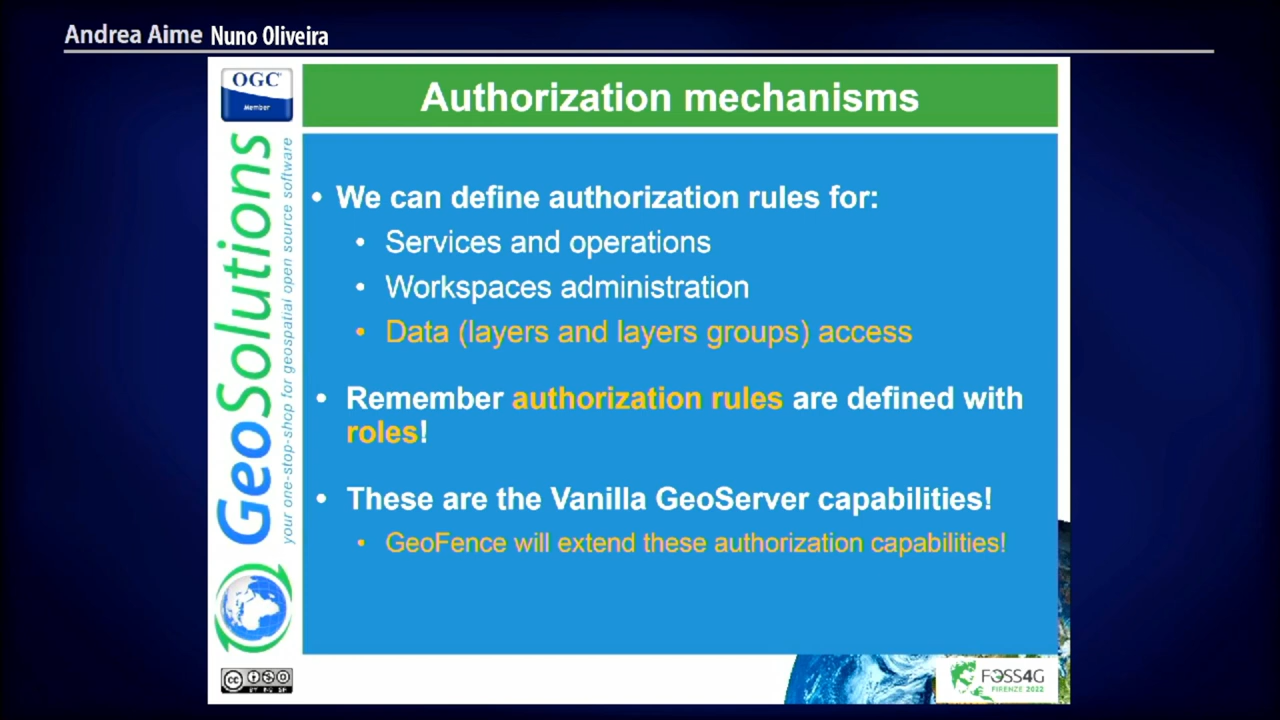 Andrea Aime Nuno Oliveira
OGC
Member
GeoSolutions
your one-stop-shop for geospatial open source software
Authorization mechanisms
• We can define authorization rules for:
• Services and operations
• Workspaces administration
• Data (layers and layers groups) access
• Remember authorization rules are defined with
roles!
• These are the Vanilla GeoServer capabilities!
• GeoFence will extend these authorization capabilities!
cc
FOSS4G
FIRENZE 2022